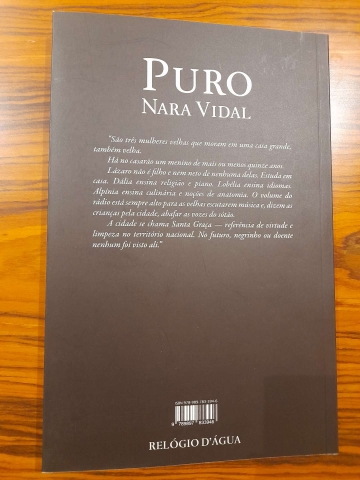 PURO
NARA VIDAL
"São três mulheres velhas que moram em uma casa grande,
também velha.
Há no casarão um menino de mais ou menos quinze anos.
Lázaro não é filho e nem neto de nenhuma delas. Estuda em
casa. Dália ensina religião e piano. Lobélia ensina idiomas.
Alpínia ensina culinária e noções de anatomia. O volume do
rádio está sempre alto para as velhas escutarem música e, dizem as
crianças pela cidade, abafar as vozes do sótão.
A cidade se chama Santa Graça — referência de virtude e
limpeza no território nacional. No futuro, negrinho ou doente
nenhum foi visto ali."
RELÓGIO D'ÁGUA